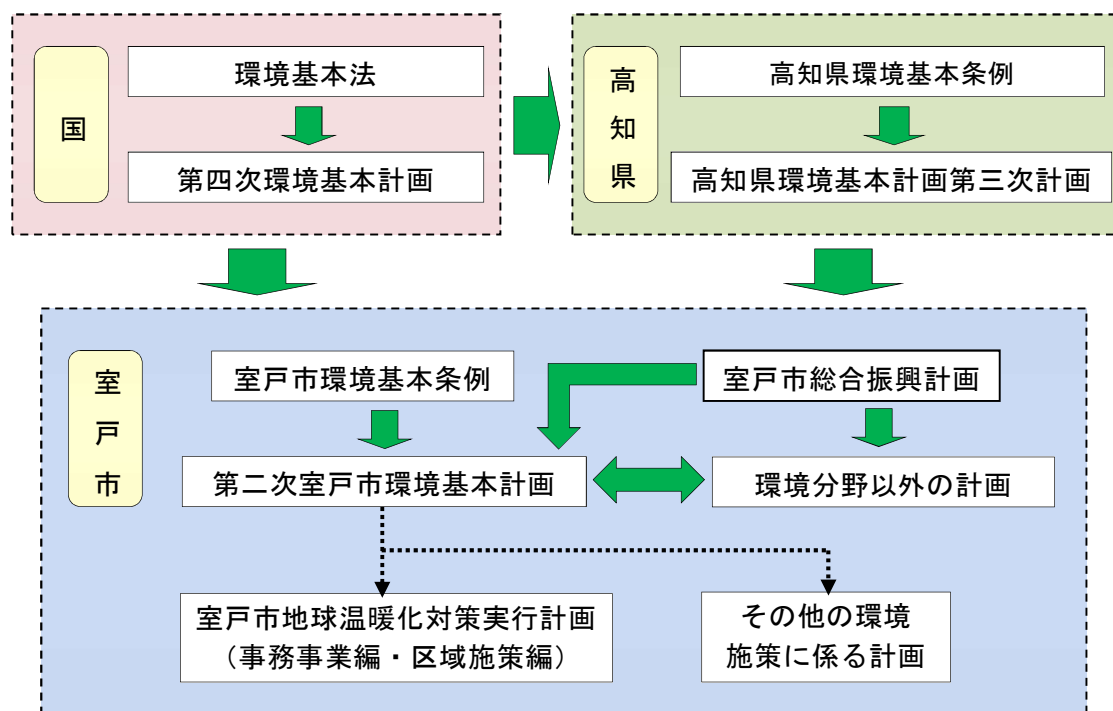 国
環境基本法
第四次環境基本計画
高知県
高知県環境基本条例
高知県環境基本計画第三次計画
室戸市
室戸市環境基本条例
室戸市総合振興計画
第二次室戸市環境基本計画
環境分野以外の計画
室戸市地球温暖化対策実行計画
（事務事業編・区域施策編）
その他の環境
施策に係る計画